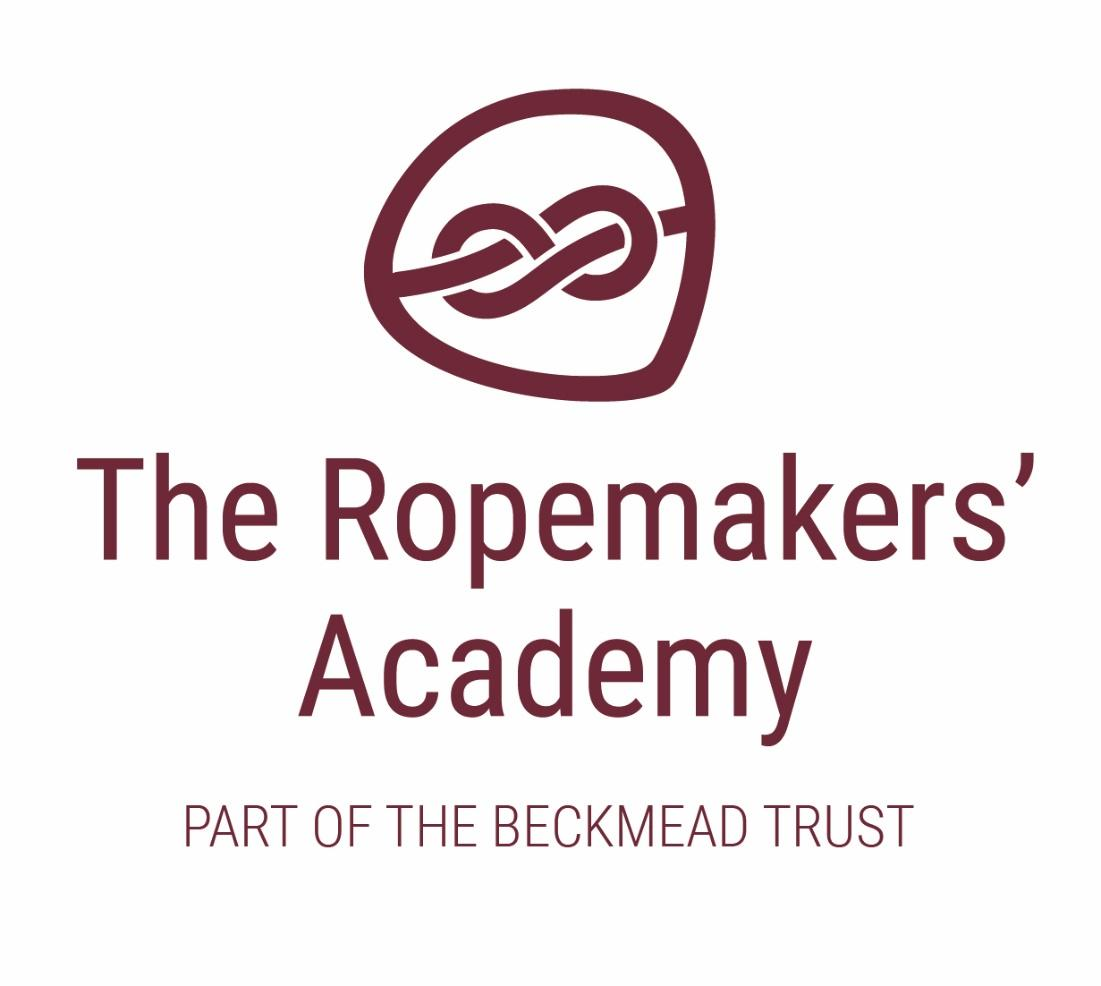 The Ropemakers’
Academy
PART OF THE BECKMEAD TRUST